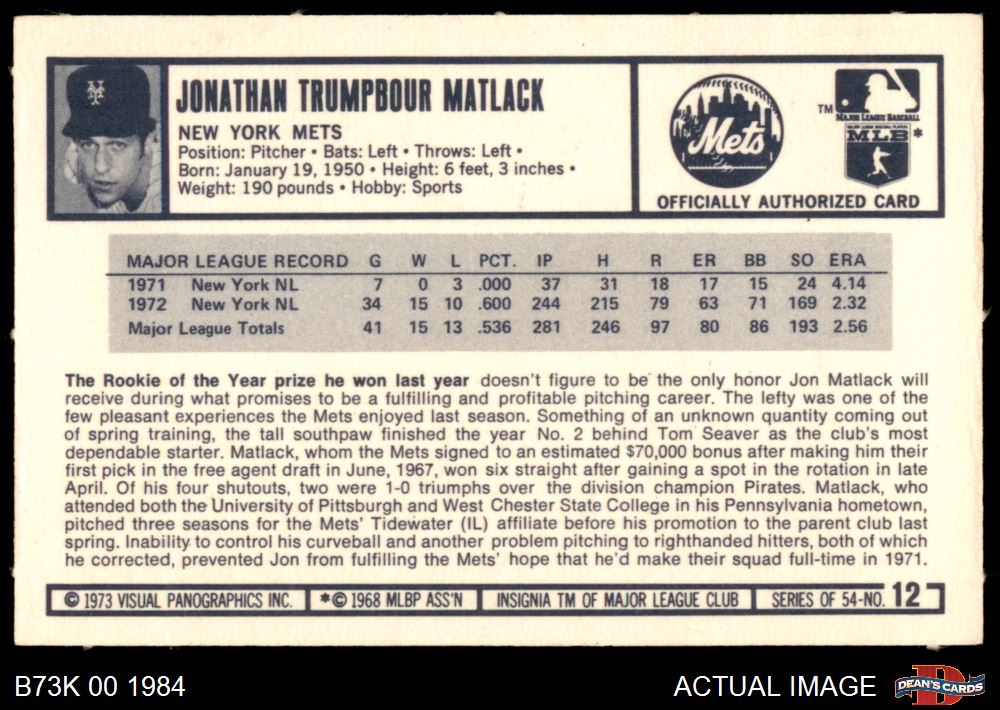 JONATHAN TRUMPBOUR MATLACK
NEW YORK METS
Position: Pitcher • Bats: Left • Throws: Left •
Born: January 19, 1950 • Height: 6 feet, 3 inches •
Weight: 190 pounds • Hobby: Sports
NY
Mets
TM
MAJOR LEAGUE BASEBALL
MAJOR LEAGUE BASEBALL PLAYERS
MLB *
OFFICIALLY AUTHORIZED CARD
MAJOR LEAGUE RECORD G W L PCT. IP H R ER BB SO ERA
1971 New York NL 7 0 3 .000 37 31 18 17 15 24 4.14
1972 New York NL 34 15 10 .600 244 215 79 63 71 169 2.32
Major League Totals 41 15 13 .536 281 246 97 80 86 193 2.56
The Rookie of the Year prize he won last year doesn't figure to be the only honor Jon Matlack will
receive during what promises to be a fulfilling and profitable pitching career. The lefty was one of the
few pleasant experiences the Mets enjoyed last season. Something of an unknown quantity coming out
of spring training, the tall southpaw finished the year No. 2 behind Tom Seaver as the club's most
dependable starter. Matlack, whom the Mets signed to an estimated $70,000 bonus after making him their
first pick in the free agent draft in June, 1967, won six straight after gaining a spot in the rotation in late
April. Of his four shutouts, two were 1-0 triumphs over the division champion Pirates. Matlack, who
attended both the University of Pittsburgh and West Chester State College in his Pennsylvania hometown,
pitched three seasons for the Mets' Tidewater (IL) affiliate before his promotion to the parent club last
spring. Inability to control his curveball and another problem pitching to righthanded hitters, both of which
he corrected, prevented Jon from fulfilling the Mets' hope that he'd make their squad full-time in 1971.
© 1973 VISUAL PANOGRAPHICS INC. *© 1968 MLBP ASS'N INSIGNIA TM OF MAJOR LEAGUE CLUB SERIES OF 54-NO. 12
B73K 00 1984
ACTUAL IMAGE
D
DEAN'S CARDS